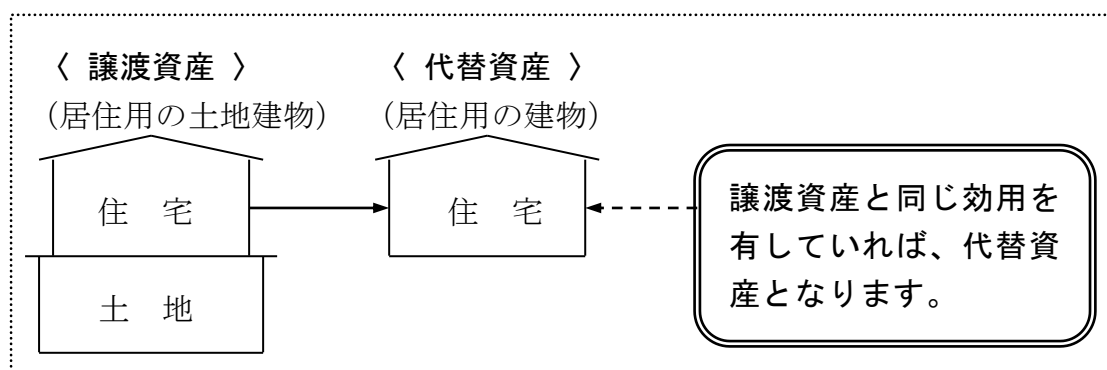 〈 譲渡資産 〉
(居住用の土地建物)
住 宅
土 地
〈 代替資産 〉
(居住用の建物)
住 宅
譲渡資産と同じ効用を
有していれば、代替資
産となります。